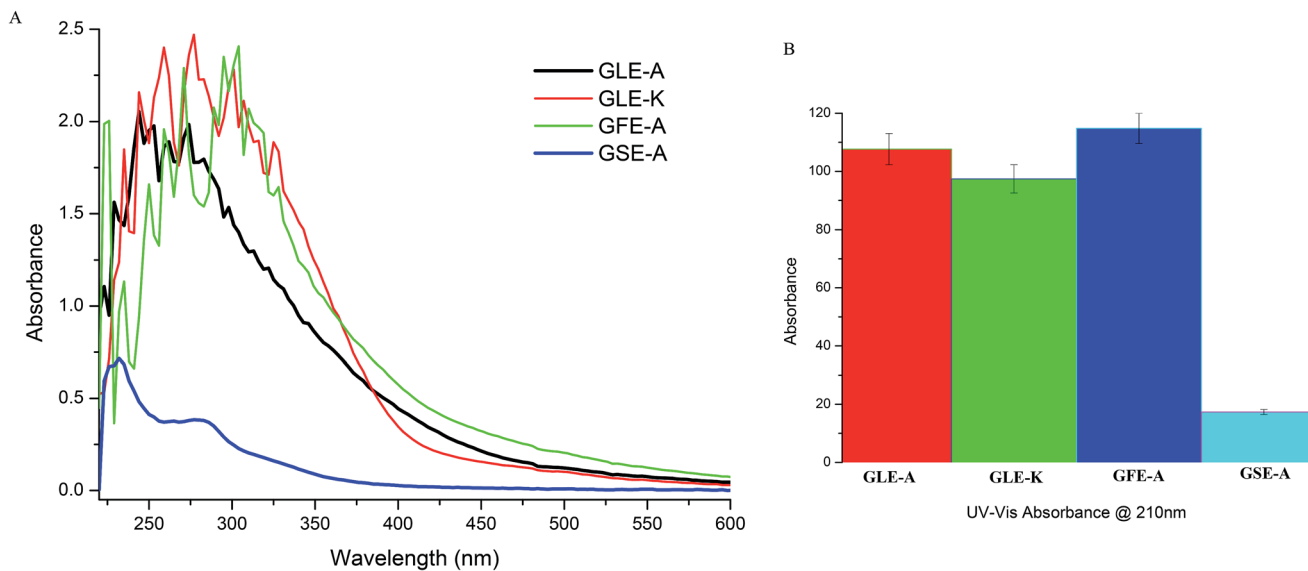 A
2.5
2.0
1.5
1.0
0.5
0.0
Absorbance
250
300
350
400
450
500
550
600
Wavelength (nm)
GLE-A
GLE-K
GFE-A
GSE-A
B
120
100
80
60
40
20
0
Absorbance
GLE-A
GLE-K
GFE-A
GSE-A
UV-Vis Absorbance @ 210nm